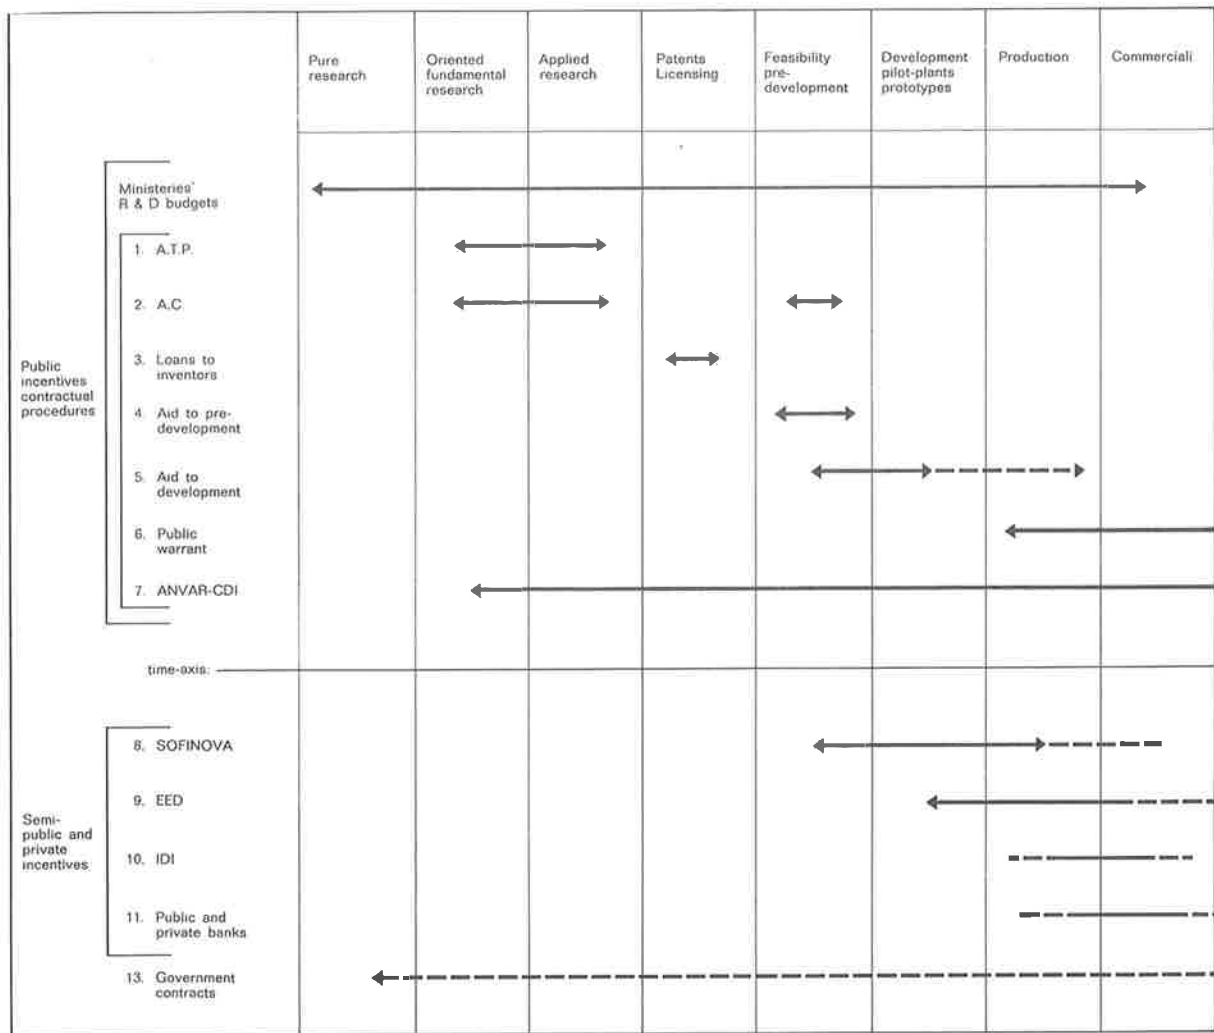 Pure
research
Oriented
fundamental
research
Applied
research
Patents
Licensing
Feasibility
pre-
development
Development
pilot-plants
prototypes
Production
Commerciali
Ministeries'
R & D budgets
1. A.T.P.
2. A.C.
3. Loans to
inventors
Public
incentives
contractual
procedures
4. Aid to pre-
development
5. Aid to
development
6. Public
warrant
7. ANVAR-CDI
time-axis:
8. SOFINOVA
9. EED
Semi-
public and
private
incentives
10. IDI
11. Public and
private banks
13. Government
contracts